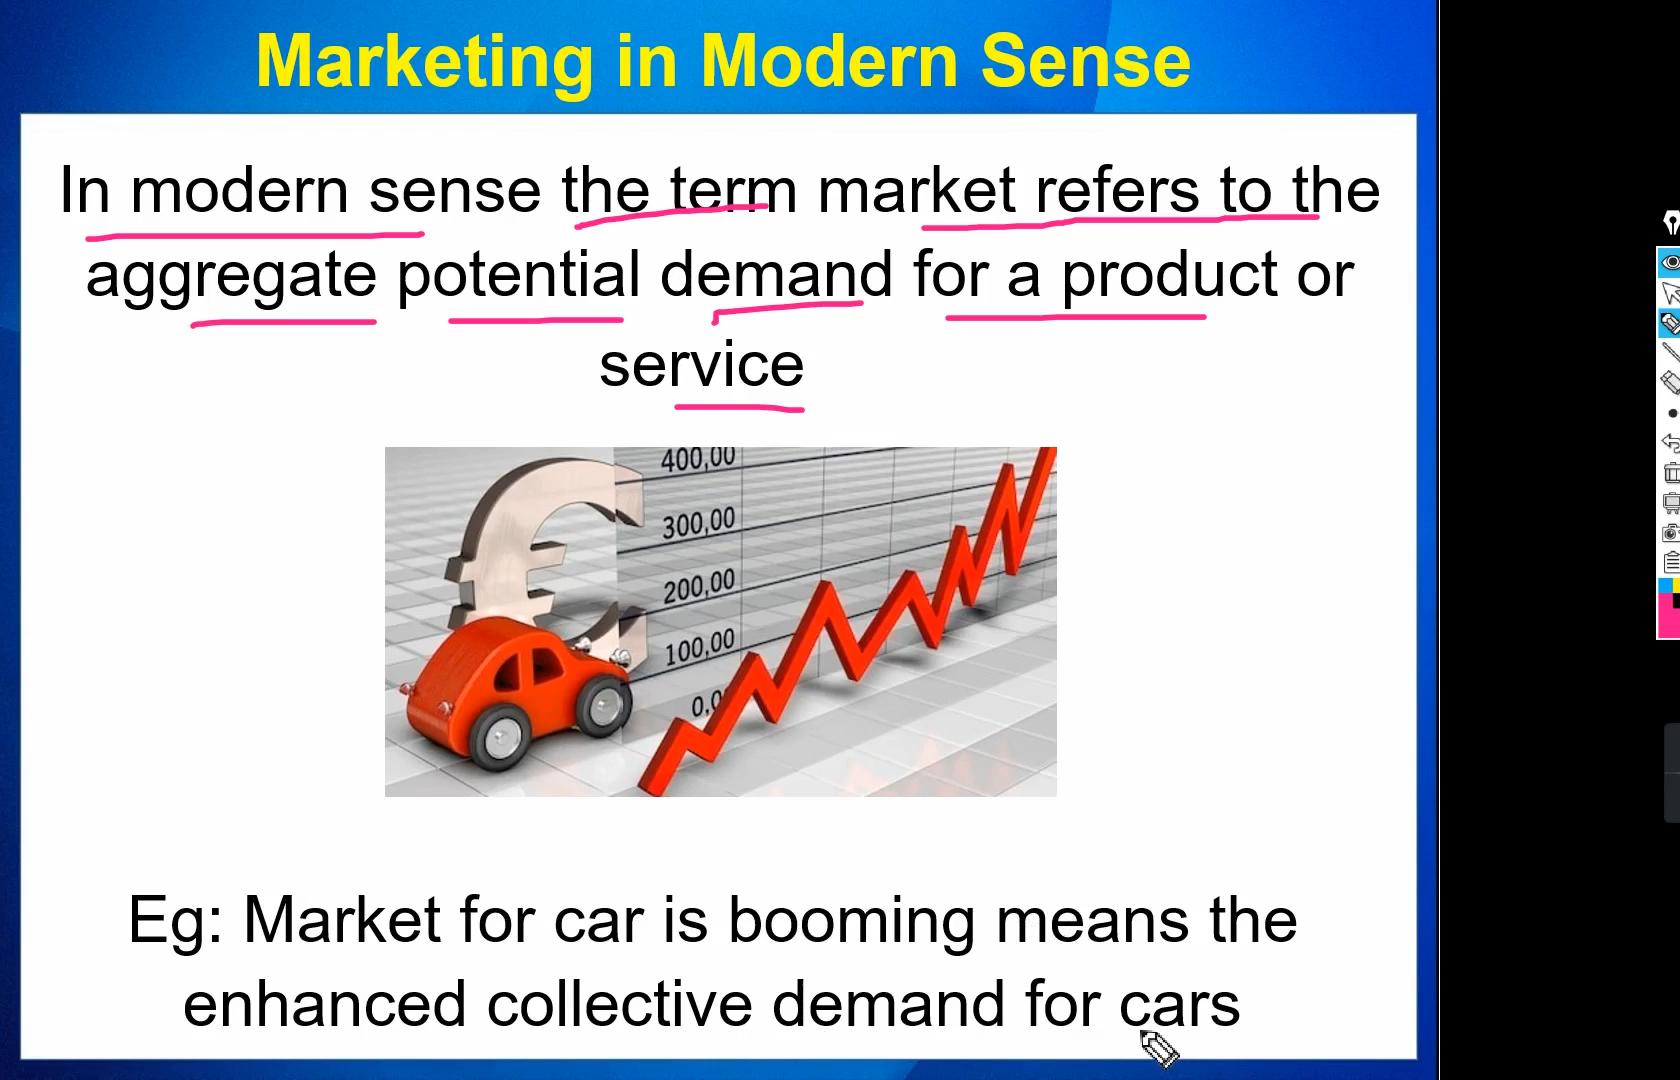 Marketing in Modern Sense
In modern sense the term market refers to the
aggregate potential demand for a product or
service
400,00
300,00
200,00
100,00
Eg: Market for car is booming means the
enhanced collective demand for cars